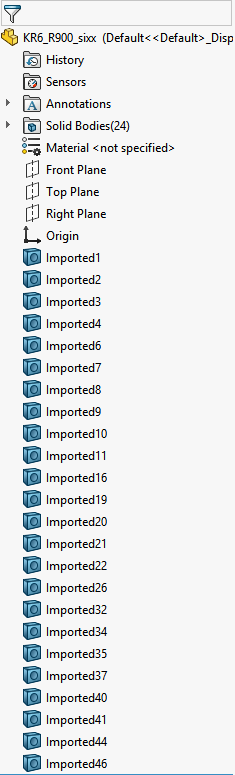 KR6_R900_sixx (Default<<Default>_Disp
History
Sensors
Annotations
Solid Bodies(24)
Material <not specified>
Front Plane
Top Plane
Right Plane
Origin
Imported1
Imported2
Imported3
Imported4
Imported6
Imported7
Imported8
Imported9
Imported10
Imported11
Imported16
Imported19
Imported20
Imported21
Imported22
Imported26
Imported32
Imported34
Imported35
Imported37
Imported40
Imported41
Imported44
Imported46